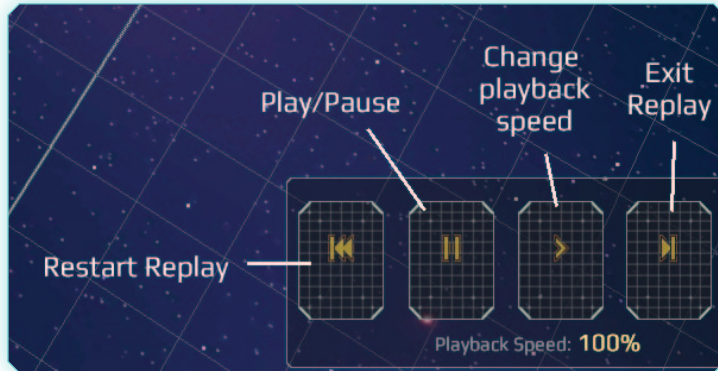 Change
playback
speed
Exit
Replay
Play/Pause
Restart Replay
Playback Speed: 100%